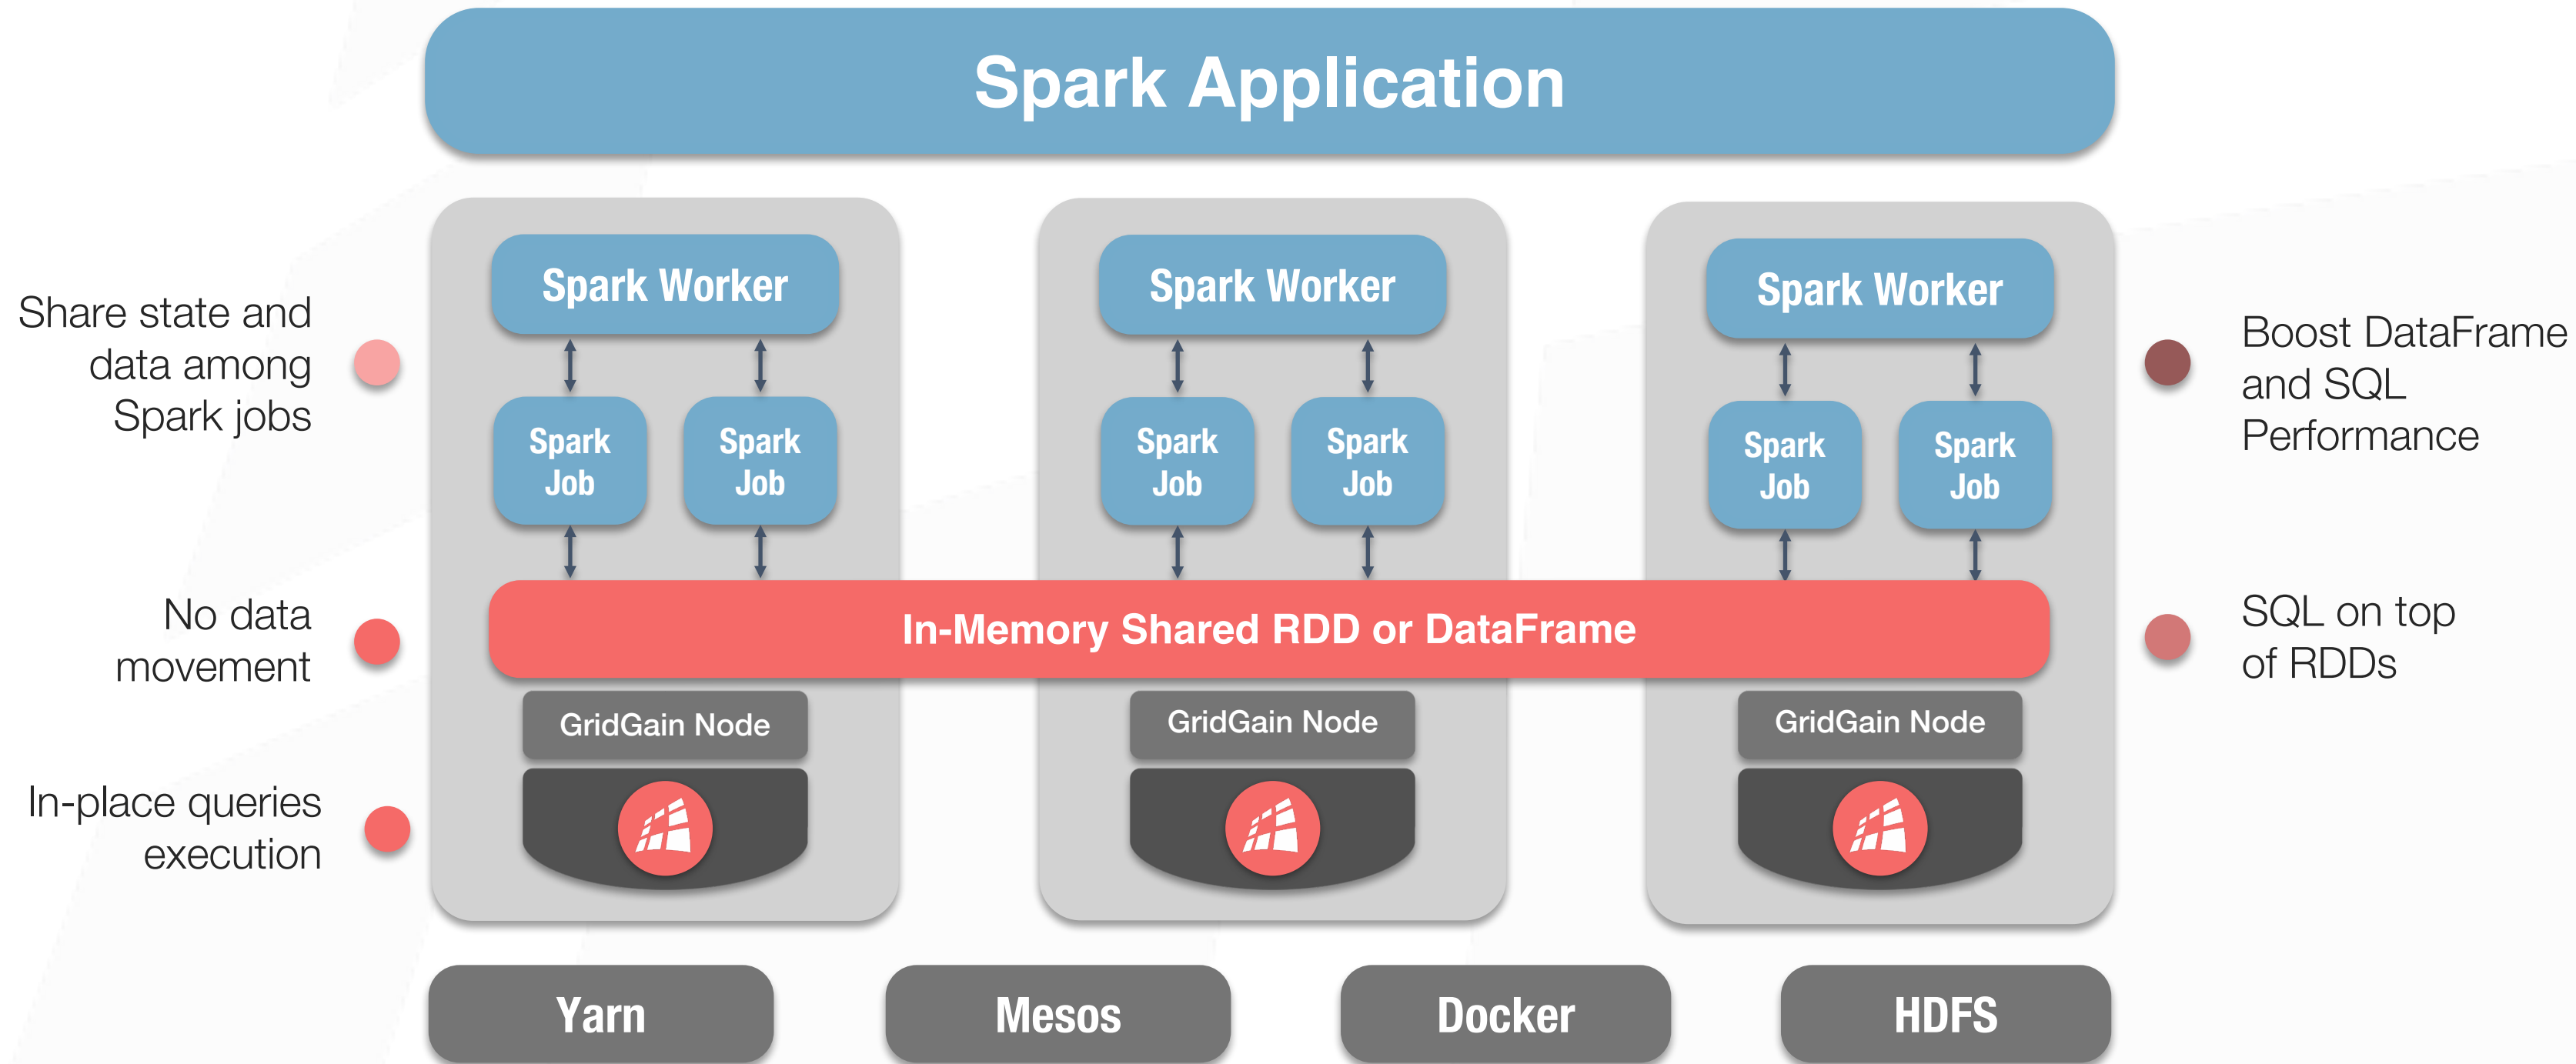 Spark Application
Share state and
data among
Spark jobs
No data
movement
In-place queries
execution
Spark Worker
Spark
Job
Spark
Job
Spark Worker
Spark
Job
Spark
Job
Spark Worker
Spark
Job
Spark
Job
In-Memory Shared RDD or DataFrame
GridGain Node
GridGain Node
GridGain Node
Boost DataFrame
and SQL
Performance
SQL on top
of RDDs
Yarn
Mesos
Docker
HDFS